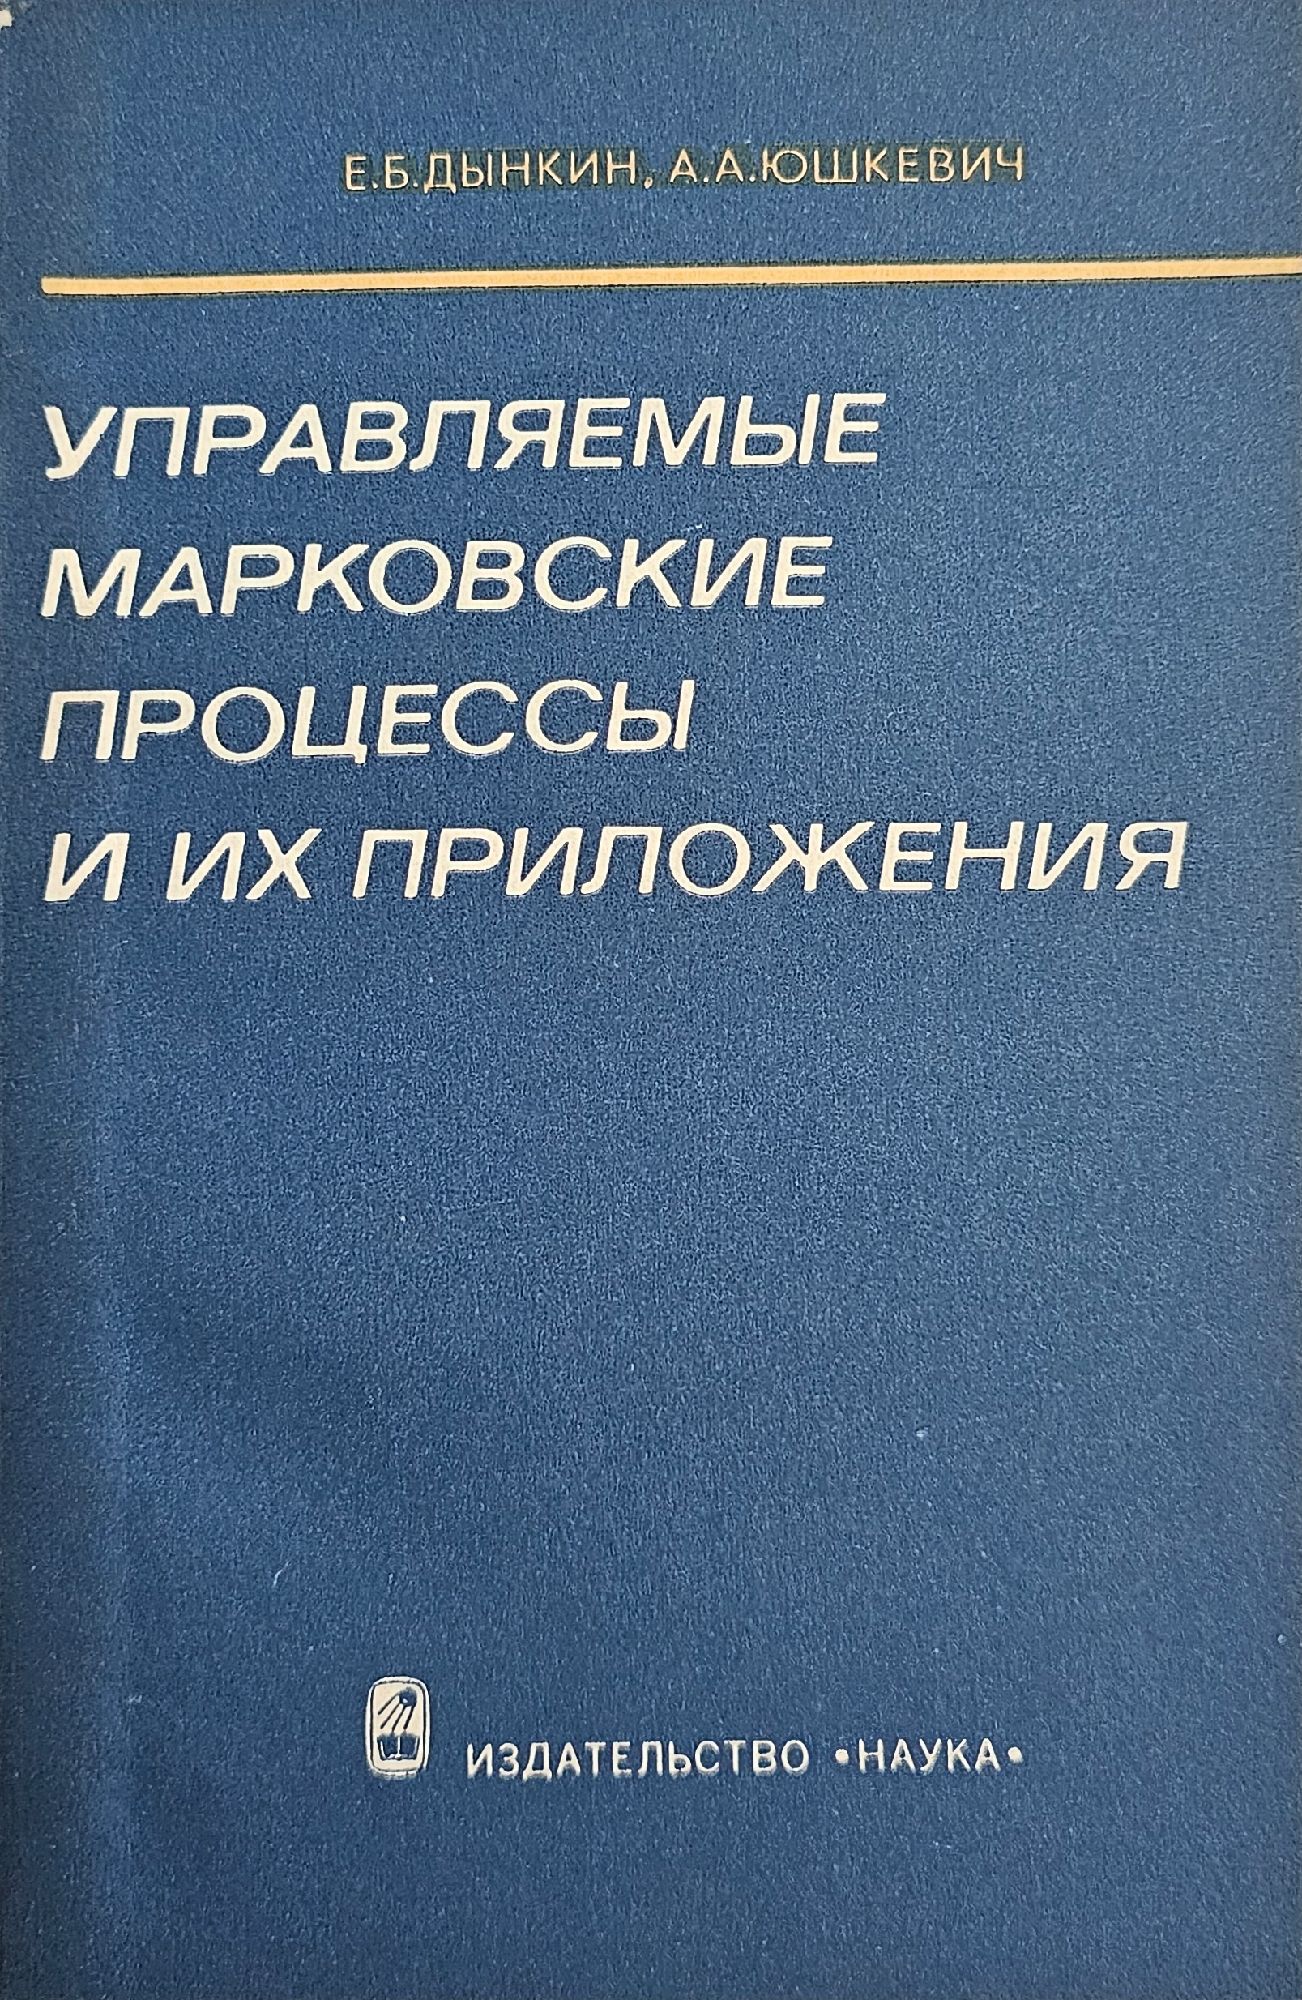 Е.Б.ДЫНКИН, А.А.ЮШКЕВИЧ
УПРАВЛЯЕМЫЕ
МАРКОВСКИЕ
ПРОЦЕССЫ
И ИХ ПРИЛОЖЕНИЯ
ИЗДАТЕЛЬСТВО •НАУКА•